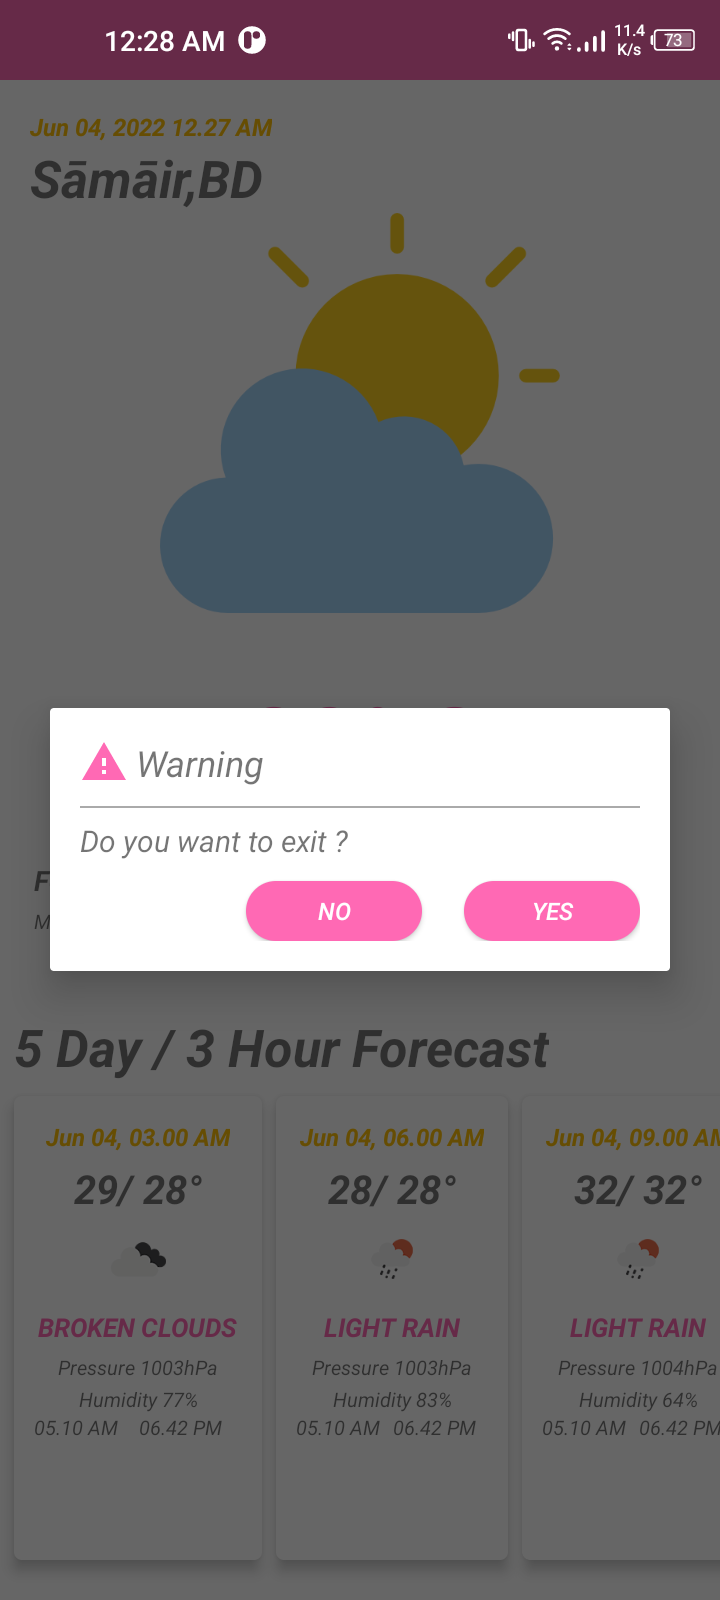 12:28 AM
11.4
K/s
73
Jun 04, 2022 12.27 AM
Sāmāir,BD
Warning
Do you want to exit ?
NO YES
5 Day / 3 Hour Forecast
Jun 04, 03.00 AM
29/ 28°
BROKEN CLOUDS
Pressure 1003hPa
Humidity 77%
05.10 AM 06.42 PM
Jun 04, 06.00 AM
28/ 28°
LIGHT RAIN
Pressure 1003hPa
Humidity 83%
05.10 AM 06.42 PM
Jun 04, 09.00 AM
32/ 32°
LIGHT RAIN
Pressure 1004hPa
Humidity 64%
05.10 AM 06.42 PM